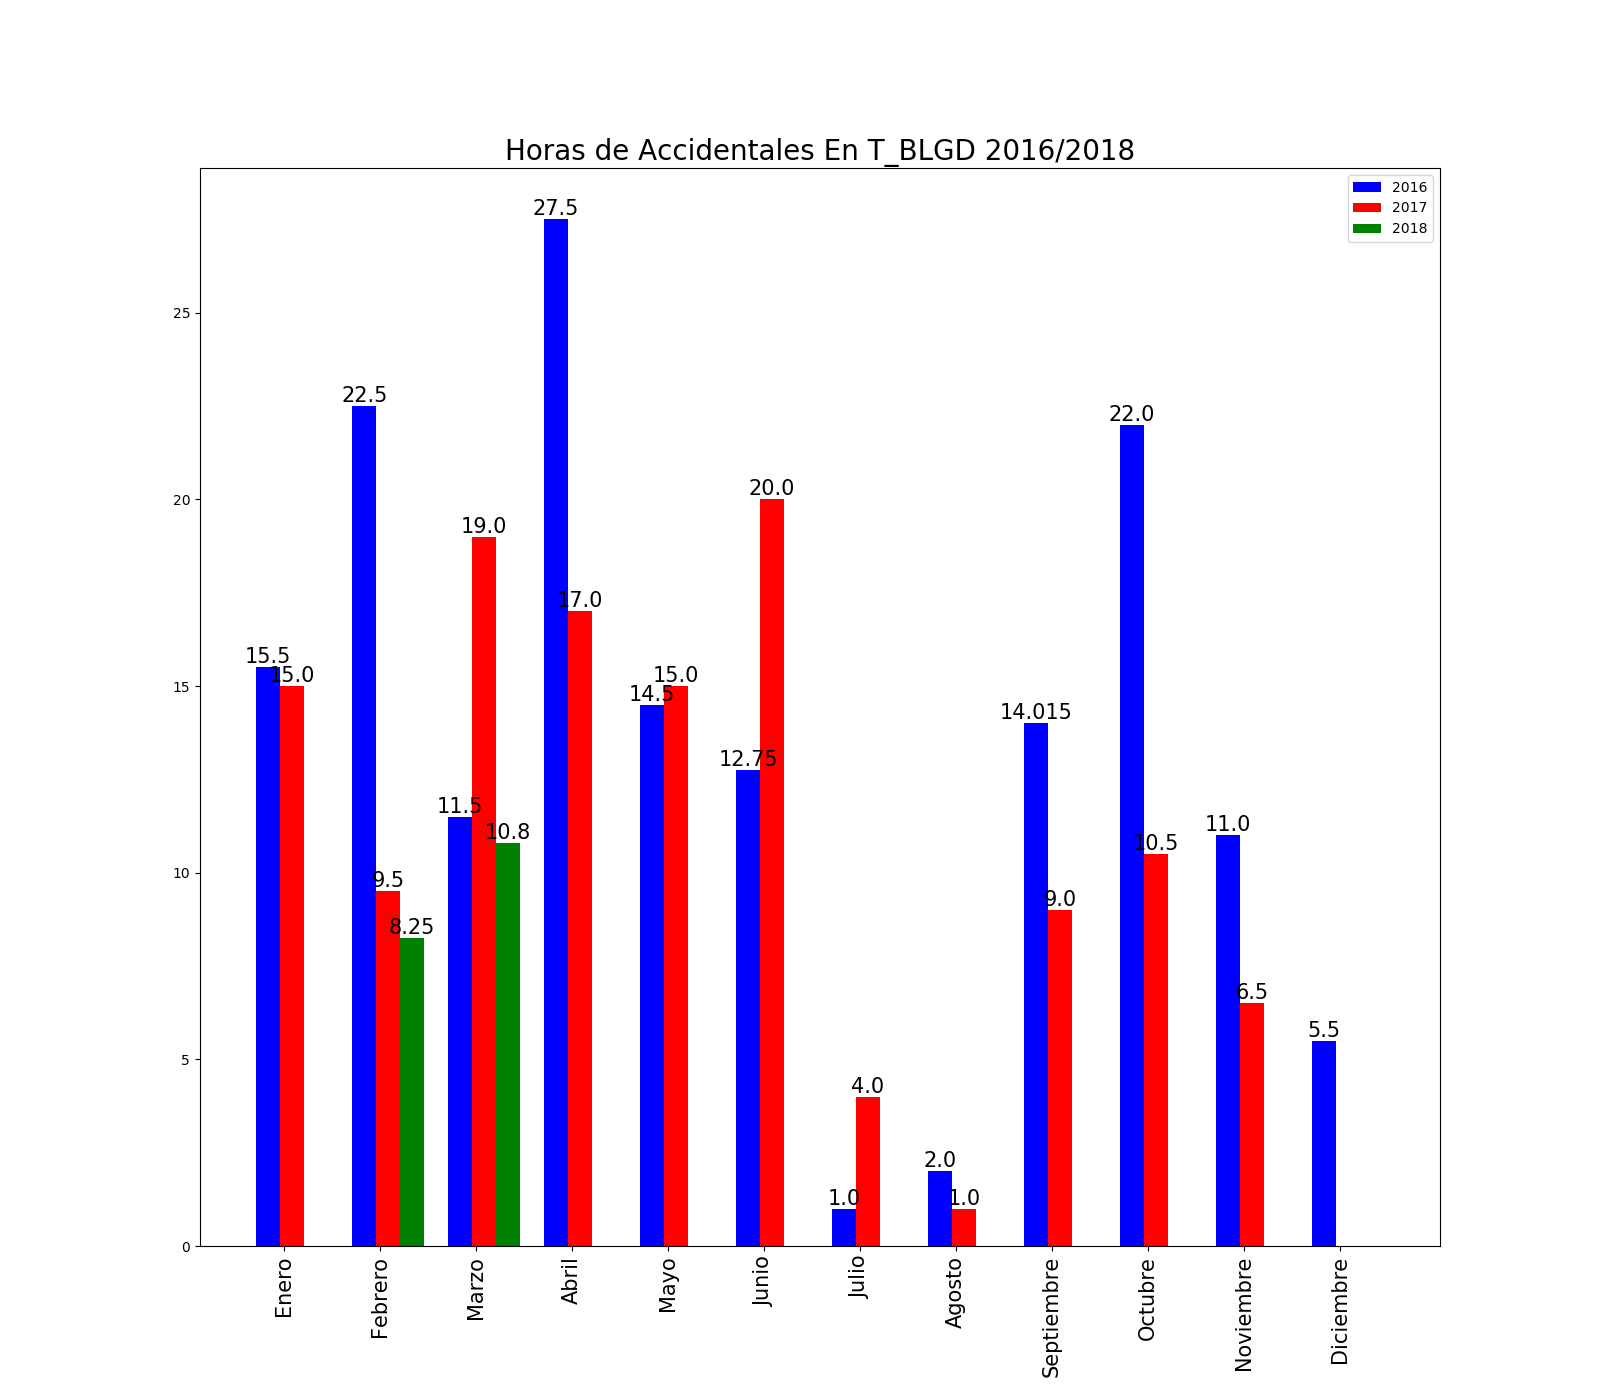 Horas de Accidentales En T_BLGD 2016/2018
2016
2017
2018
27.5
25
22.5
22.0
20
20.0
19.0
17.0
15.5
15.0
15
14.5
15.0
14.015
12.75
11.5
10.8
11.0
10.5
10
9.5
9.0
8.25
6.5
5
5.5
4.0
2.0
1.0
1.0
0
Enero
Febrero
Marzo
Abril
Mayo
Junio
Julio
Agosto
Septiembre
Octubre
Noviembre
Diciembre